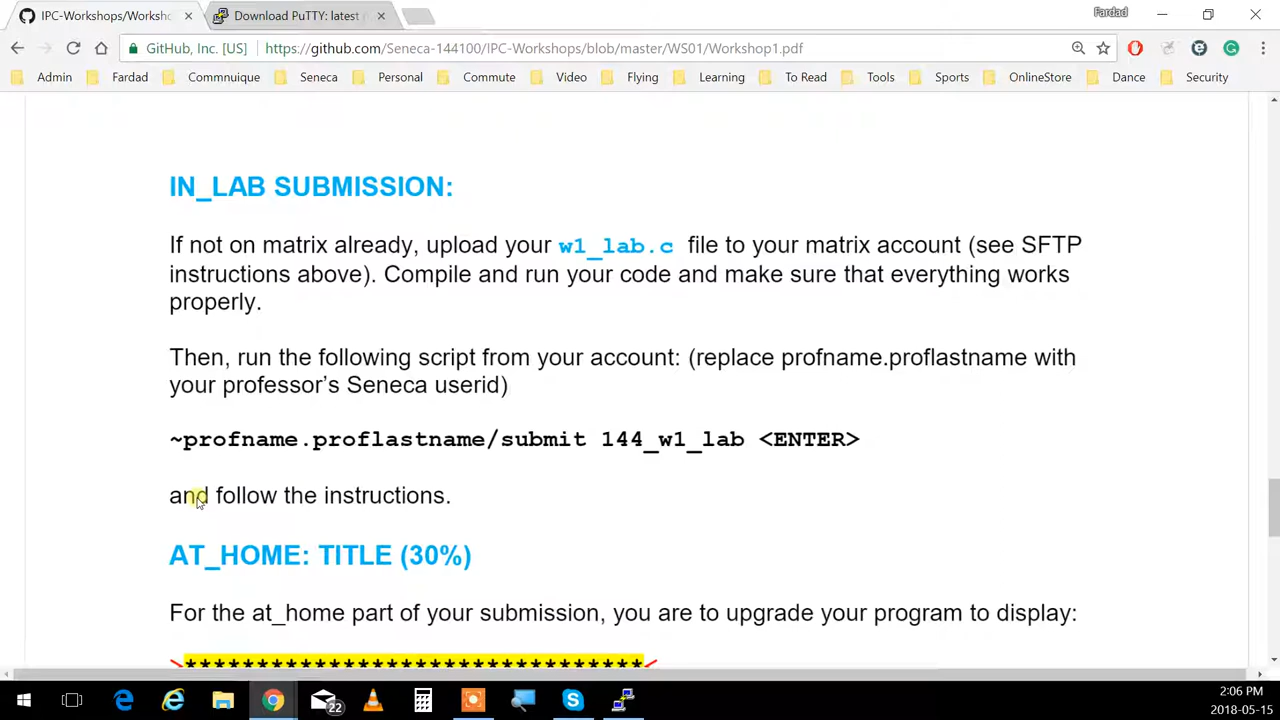 IPC-Workshops/Worksho
Download PuTTY: latest
Fardad
GitHub, Inc. [US]
https://github.com/Seneca-144100/IPC-Workshops/blob/master/WS01/Workshop1.pdf
Admin Fardad Commnuique Seneca Personal Commute Video Flying Learning To Read Tools Sports OnlineStore Dance Security
IN_LAB SUBMISSION:
If not on matrix already, upload your w1_lab.c file to your matrix account (see SFTP
instructions above). Compile and run your code and make sure that everything works
properly.
Then, run the following script from your account: (replace profname.proflastname with
your professor's Seneca userid)
~profname.proflastname/submit 144_w1_lab <ENTER>
and follow the instructions.
AT_HOME: TITLE (30%)
For the at_home part of your submission, you are to upgrade your program to display:
>********************************<
22
2:06 PM
2018-05-15